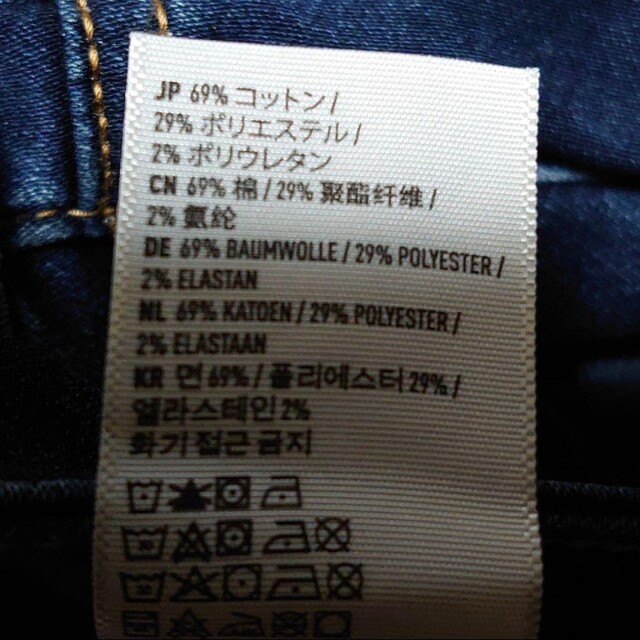 JP 69% コットン /
29% ポリエステル /
2% ポリウレタン
CN 69% 棉 / 29% 聚酯纤维 /
2% 氨纶
DE 69% BAUMWOLLE / 29% POLYESTER /
2% ELASTAN
NL 69% KATOEN / 29% POLYESTER /
2% ELASTAAN
KR 면 69% / 폴리에스터 29% /
엘라스테인 2%
화기 접근 금지